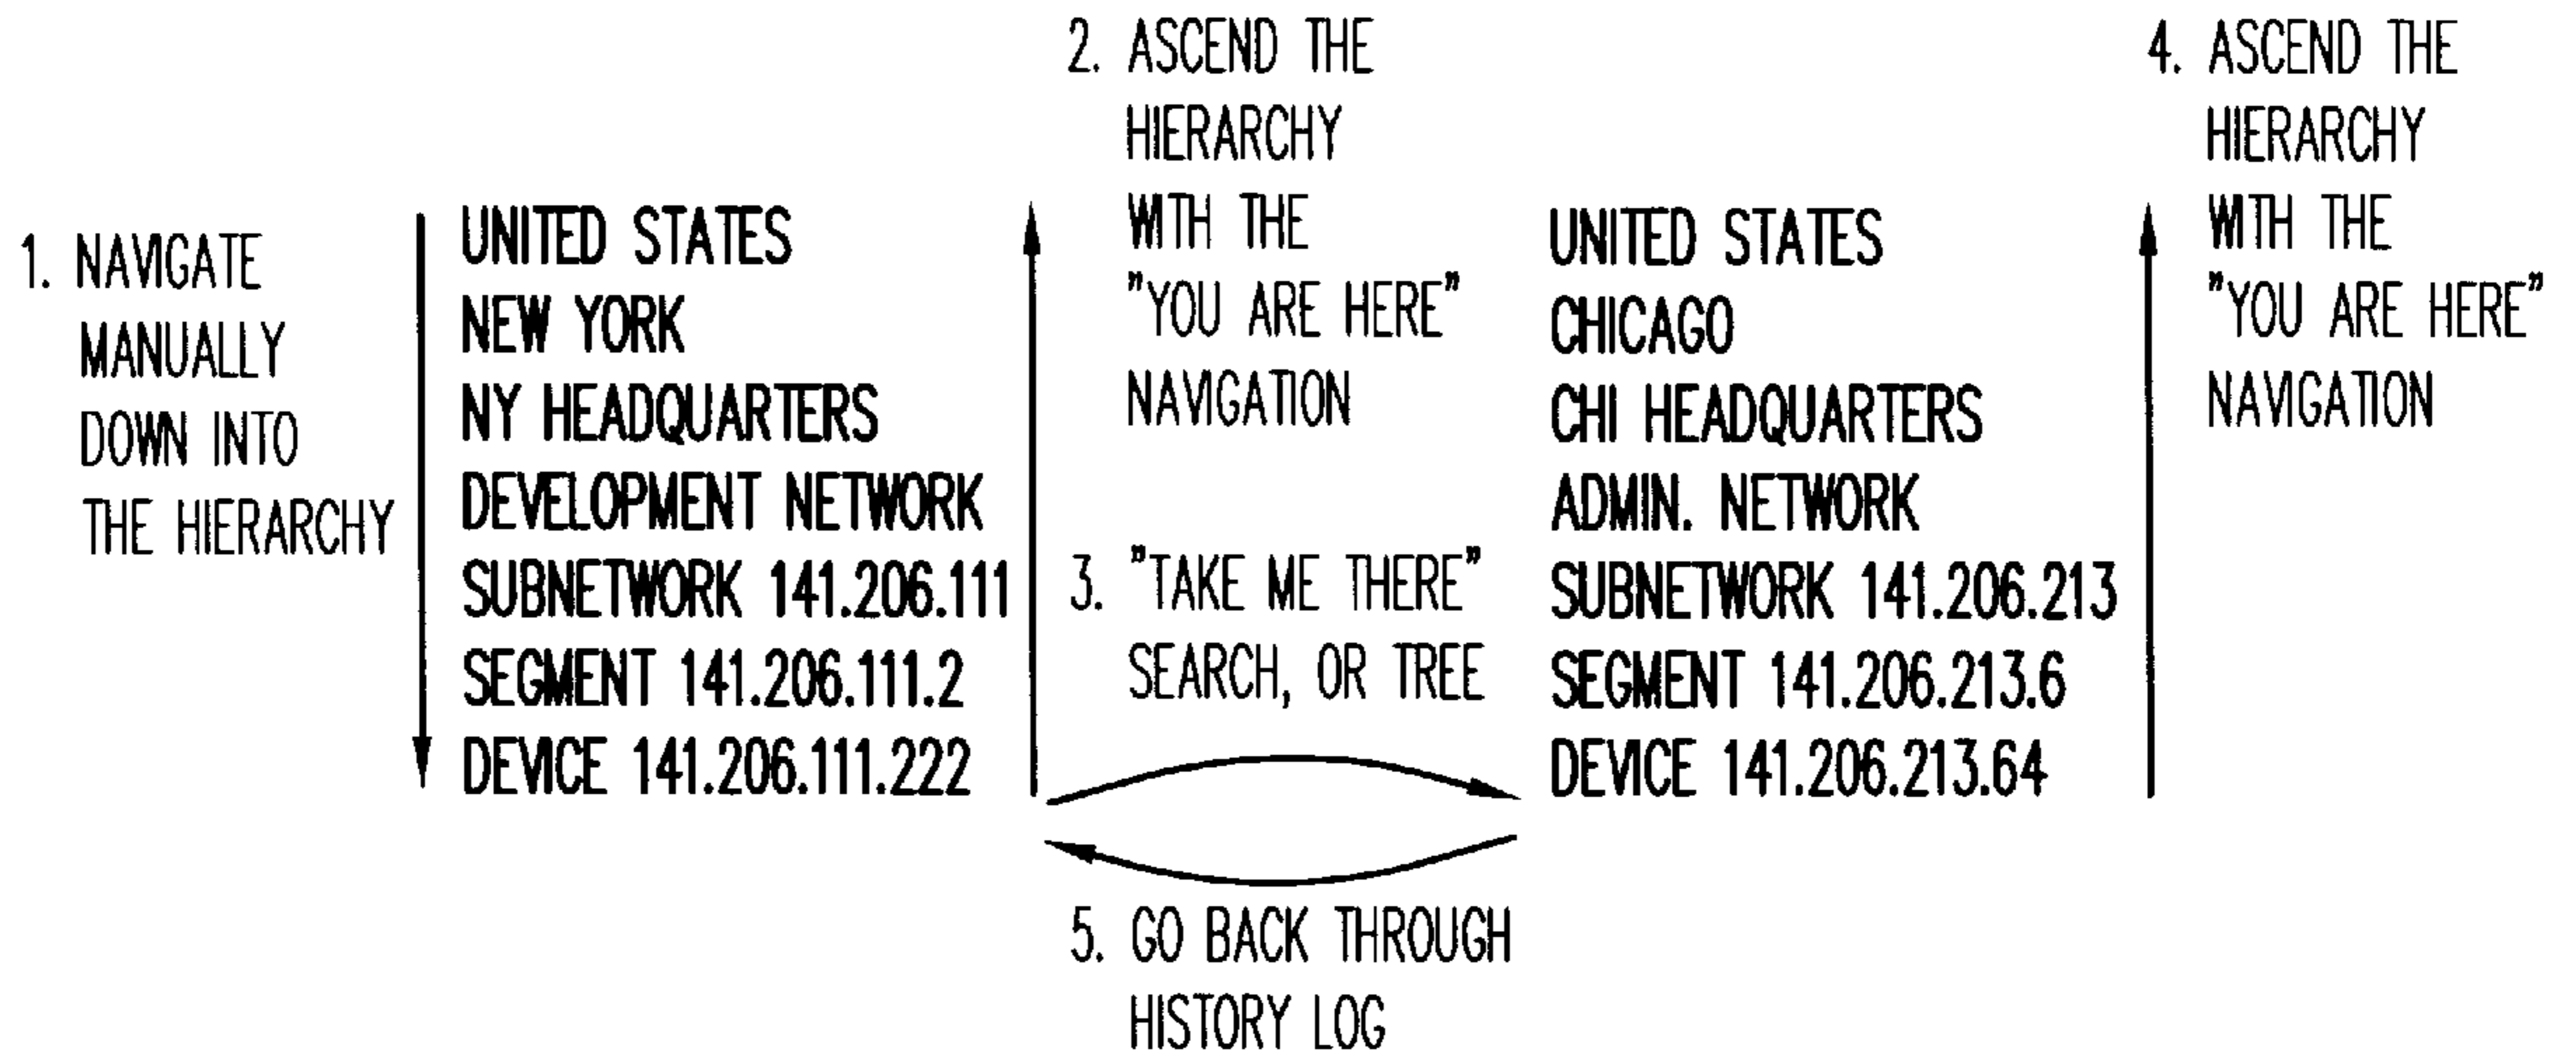 1. NAVIGATE
MANUALLY
DOWN INTO
THE HIERARCHY
UNITED STATES
NEW YORK
NY HEADQUARTERS
DEVELOPMENT NETWORK
SUBNETWORK 141.206.111
SEGMENT 141.206.111.2
DEVICE 141.206.111.222
2. ASCEND THE
HIERARCHY
WITH THE
"YOU ARE HERE"
NAVIGATION
3. "TAKE ME THERE"
SEARCH, OR TREE
UNITED STATES
CHICAGO
CHI HEADQUARTERS
ADMIN. NETWORK
SUBNETWORK 141.206.213
SEGMENT 141.206.213.6
DEVICE 141.206.213.64
4. ASCEND THE
HIERARCHY
WITH THE
"YOU ARE HERE"
NAVIGATION
5. GO BACK THROUGH
HISTORY LOG